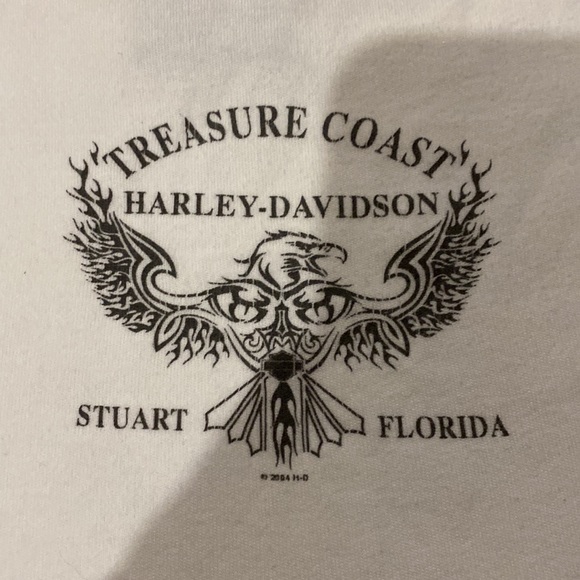 TREASURE COAST
HARLEY-DAVIDSON
STUART FLORIDA
© 2004 H-D